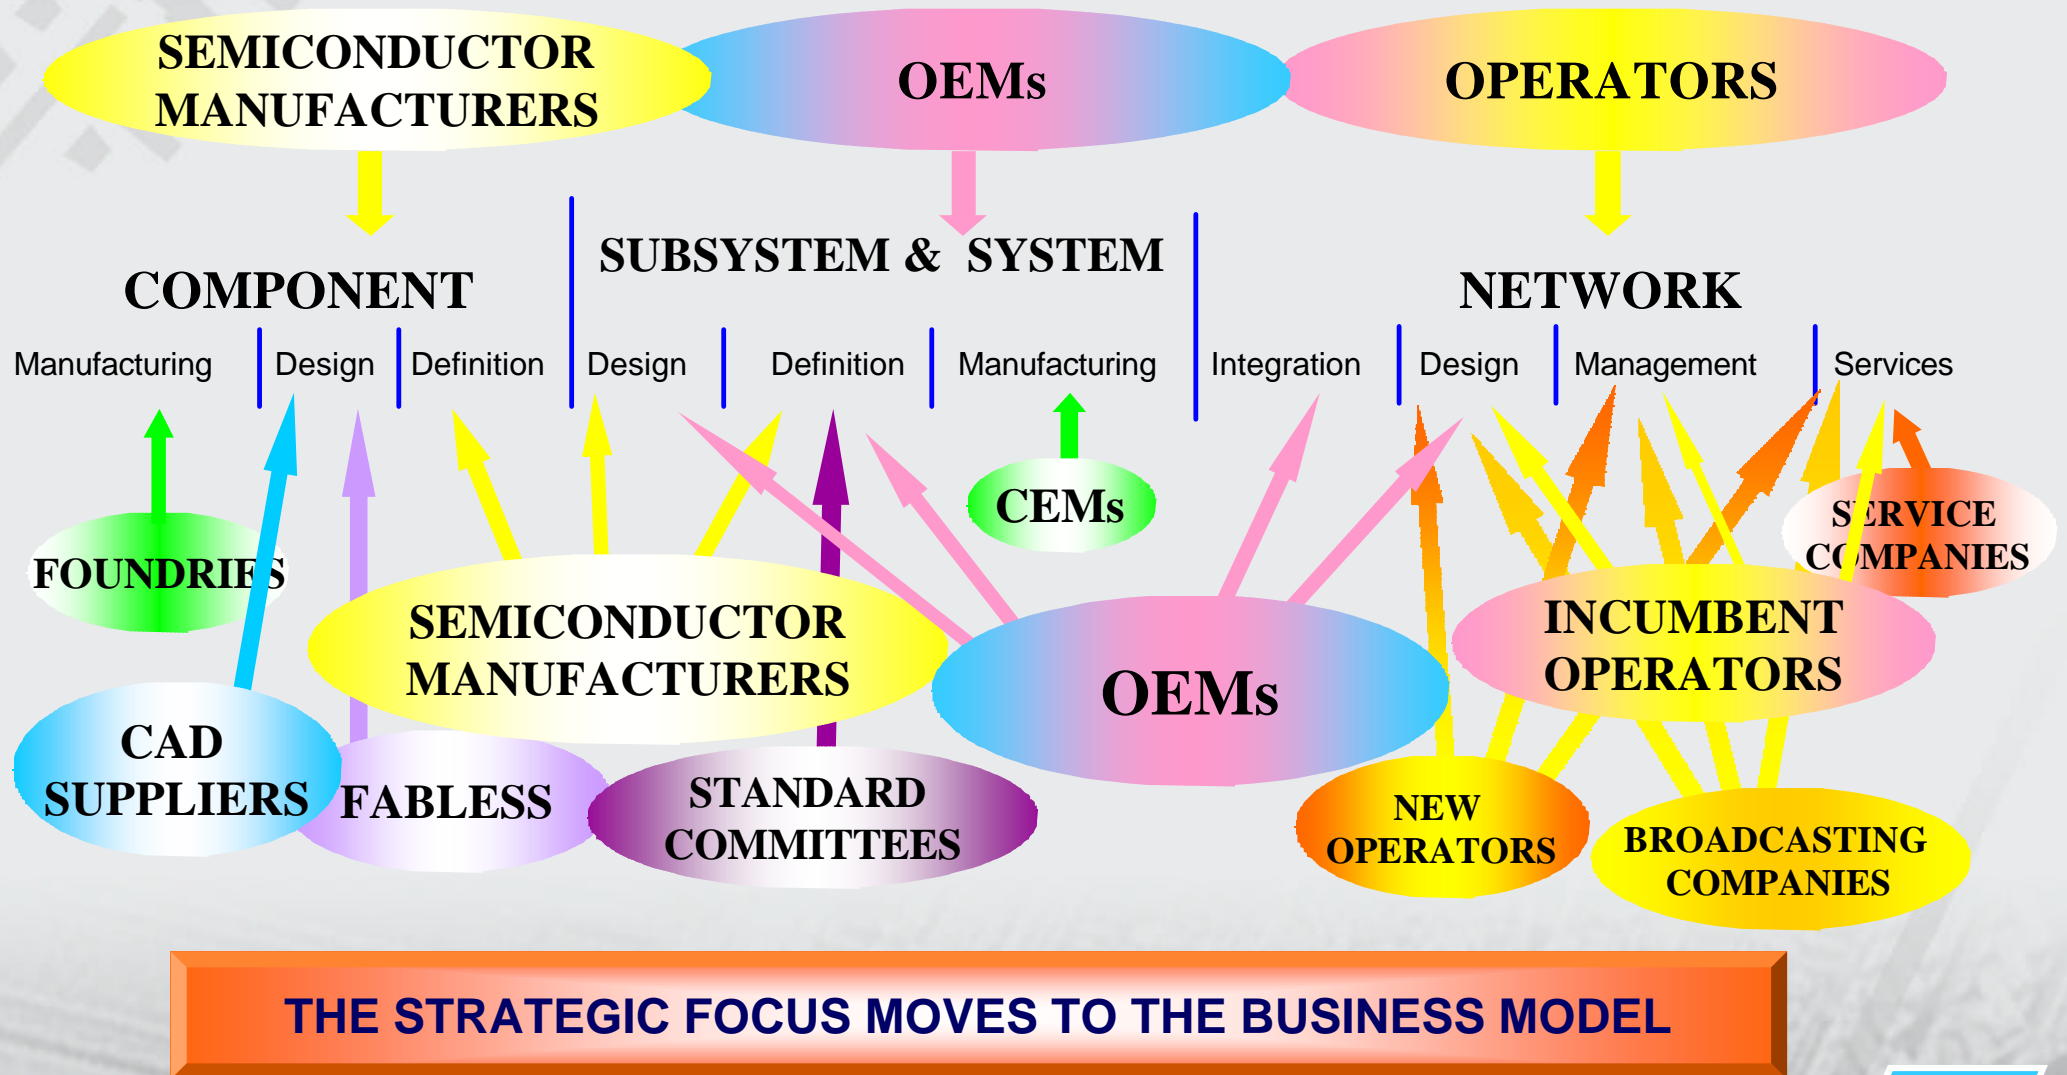 SEMICONDUCTOR
MANUFACTURERS
OEMs
OPERATORS
COMPONENT
SUBSYSTEM & SYSTEM
NETWORK
Manufacturing
Design
Definition
Design
Definition
Manufacturing
Integration
Design
Management
Services
FOUNDRIES
CEMs
SERVICE
COMPANIES
SEMICONDUCTOR
MANUFACTURERS
OEMs
INCUMBENT
OPERATORS
CAD
SUPPLIERS
FABLESS
STANDARD
COMMITTEES
NEW
OPERATORS
BROADCASTING
COMPANIES
THE STRATEGIC FOCUS MOVES TO THE BUSINESS MODEL